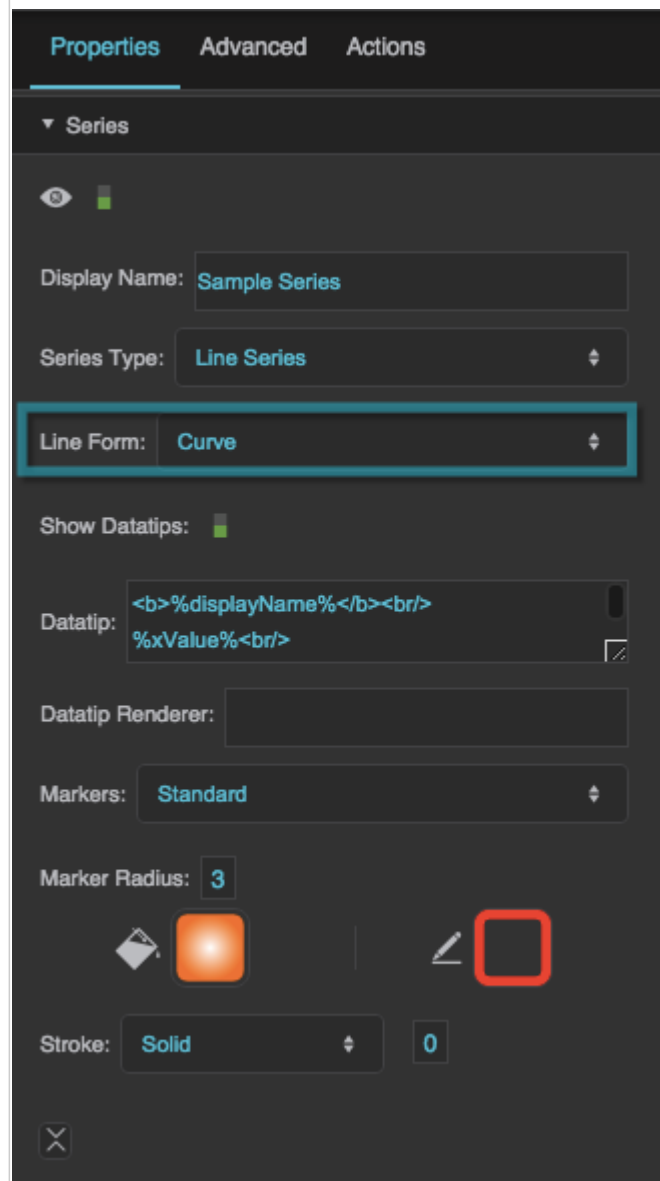 Properties Advanced Actions
Series
Display Name: Sample Series
Series Type: Line Series
Line Form: Curve
Show Datatips:
Datatip: <b>%displayName%</b><br/>
%xValue%<br/>
Datatip Renderer:
Markers: Standard
Marker Radius: 3
Stroke: Solid 0